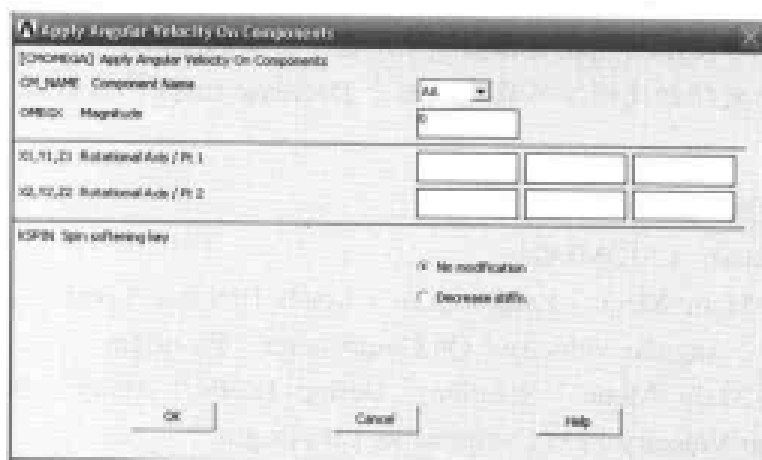 Apply Angular Velocity On Components
[CMOMEGA] Apply Angular Velocity On Components
CM_NAME Component Name
AA
OMEGX Magnitude
0
X1,Y1,Z1 Rotational Axis / Pt 1
X2,Y2,Z2 Rotational Axis / Pt 2
KSPIN Spin softening key
No modification
Decrease stiffn.
OK Cancel Help